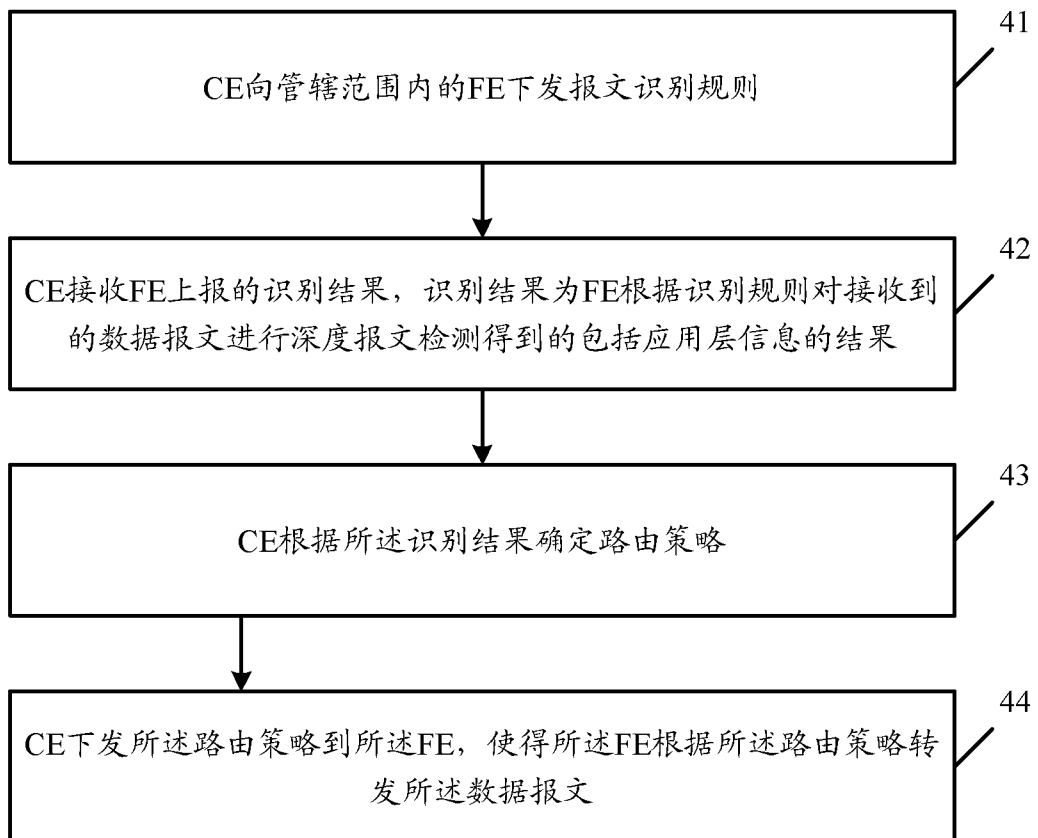 41
CE向管辖范围内的FE下发报文识别规则
42
CE接收FE上报的识别结果，识别结果为FE根据识别规则对接收到
的数据报文进行深度报文检测得到的包括应用层信息的结果
43
CE根据所述识别结果确定路由策略
44
CE下发所述路由策略到所述FE，使得所述FE根据所述路由策略转
发所述数据报文